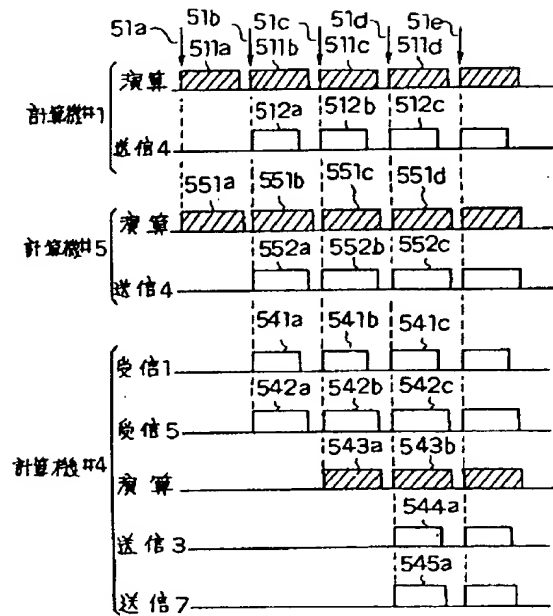 51a 51b 51c 51d 51e
511a 511b 511c 511d
計算機#1
演算
512a 512b 512c
送信4
551a 551b 551c 551d
計算機#5
演算
552a 552b 552c
送信4
541a 541b 541c
計算機#4
受信1
542a 542b 542c
受信5
543a 543b
演算
544a
送信3
545a
送信7